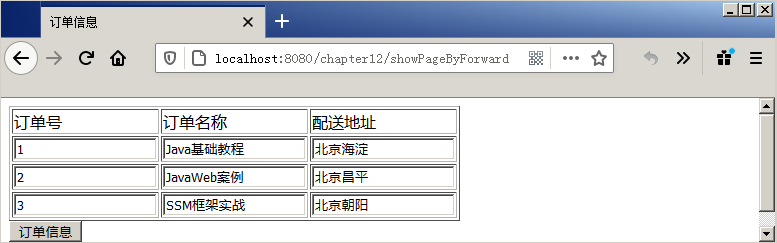 订单信息
localhost:8080/chapter12/showPageByForward
订单号 订单名称 配送地址
1 Java基础教程 北京海淀
2 JavaWeb案例 北京昌平
3 SSM框架实战 北京朝阳
订单信息